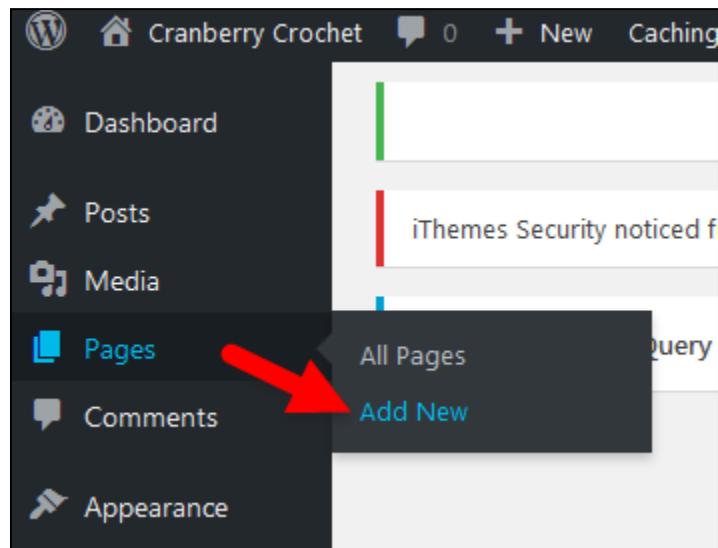 Cranberry Crochet 0 New Caching
Dashboard
Posts
iThemes Security noticed f
Media
Pages
All Pages
Query
Comments
Add New
Appearance